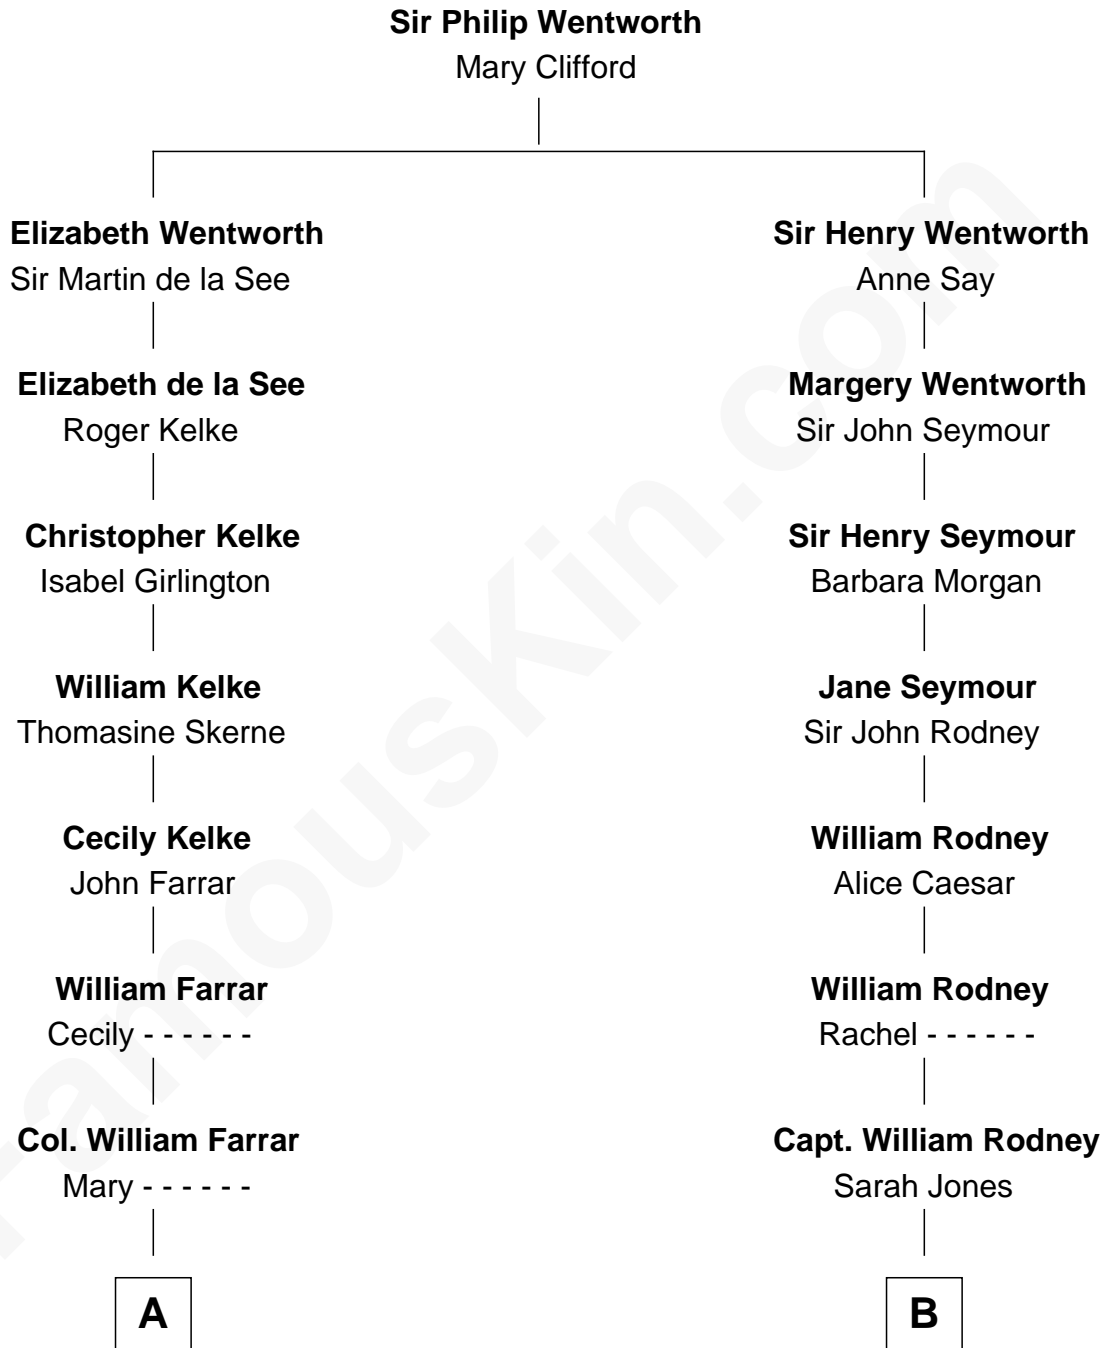 Sir Philip Wentworth
Mary Clifford
Elizabeth Wentworth
Sir Martin de la See
Elizabeth de la See
Roger Kelke
Christopher Kelke
Isabel Girlington
William Kelke
Thomasine Skerne
Cecily Kelke
John Farrar
William Farrar
Cecily - - - - - -
Col. William Farrar
Mary - - - - - -
A
Sir Henry Wentworth
Anne Say
Margery Wentworth
Sir John Seymour
Sir Henry Seymour
Barbara Morgan
Jane Seymour
Sir John Rodney
William Rodney
Alice Caesar
William Rodney
Rachel - - - - - -
Capt. William Rodney
Sarah Jones
B
FamousKin.com